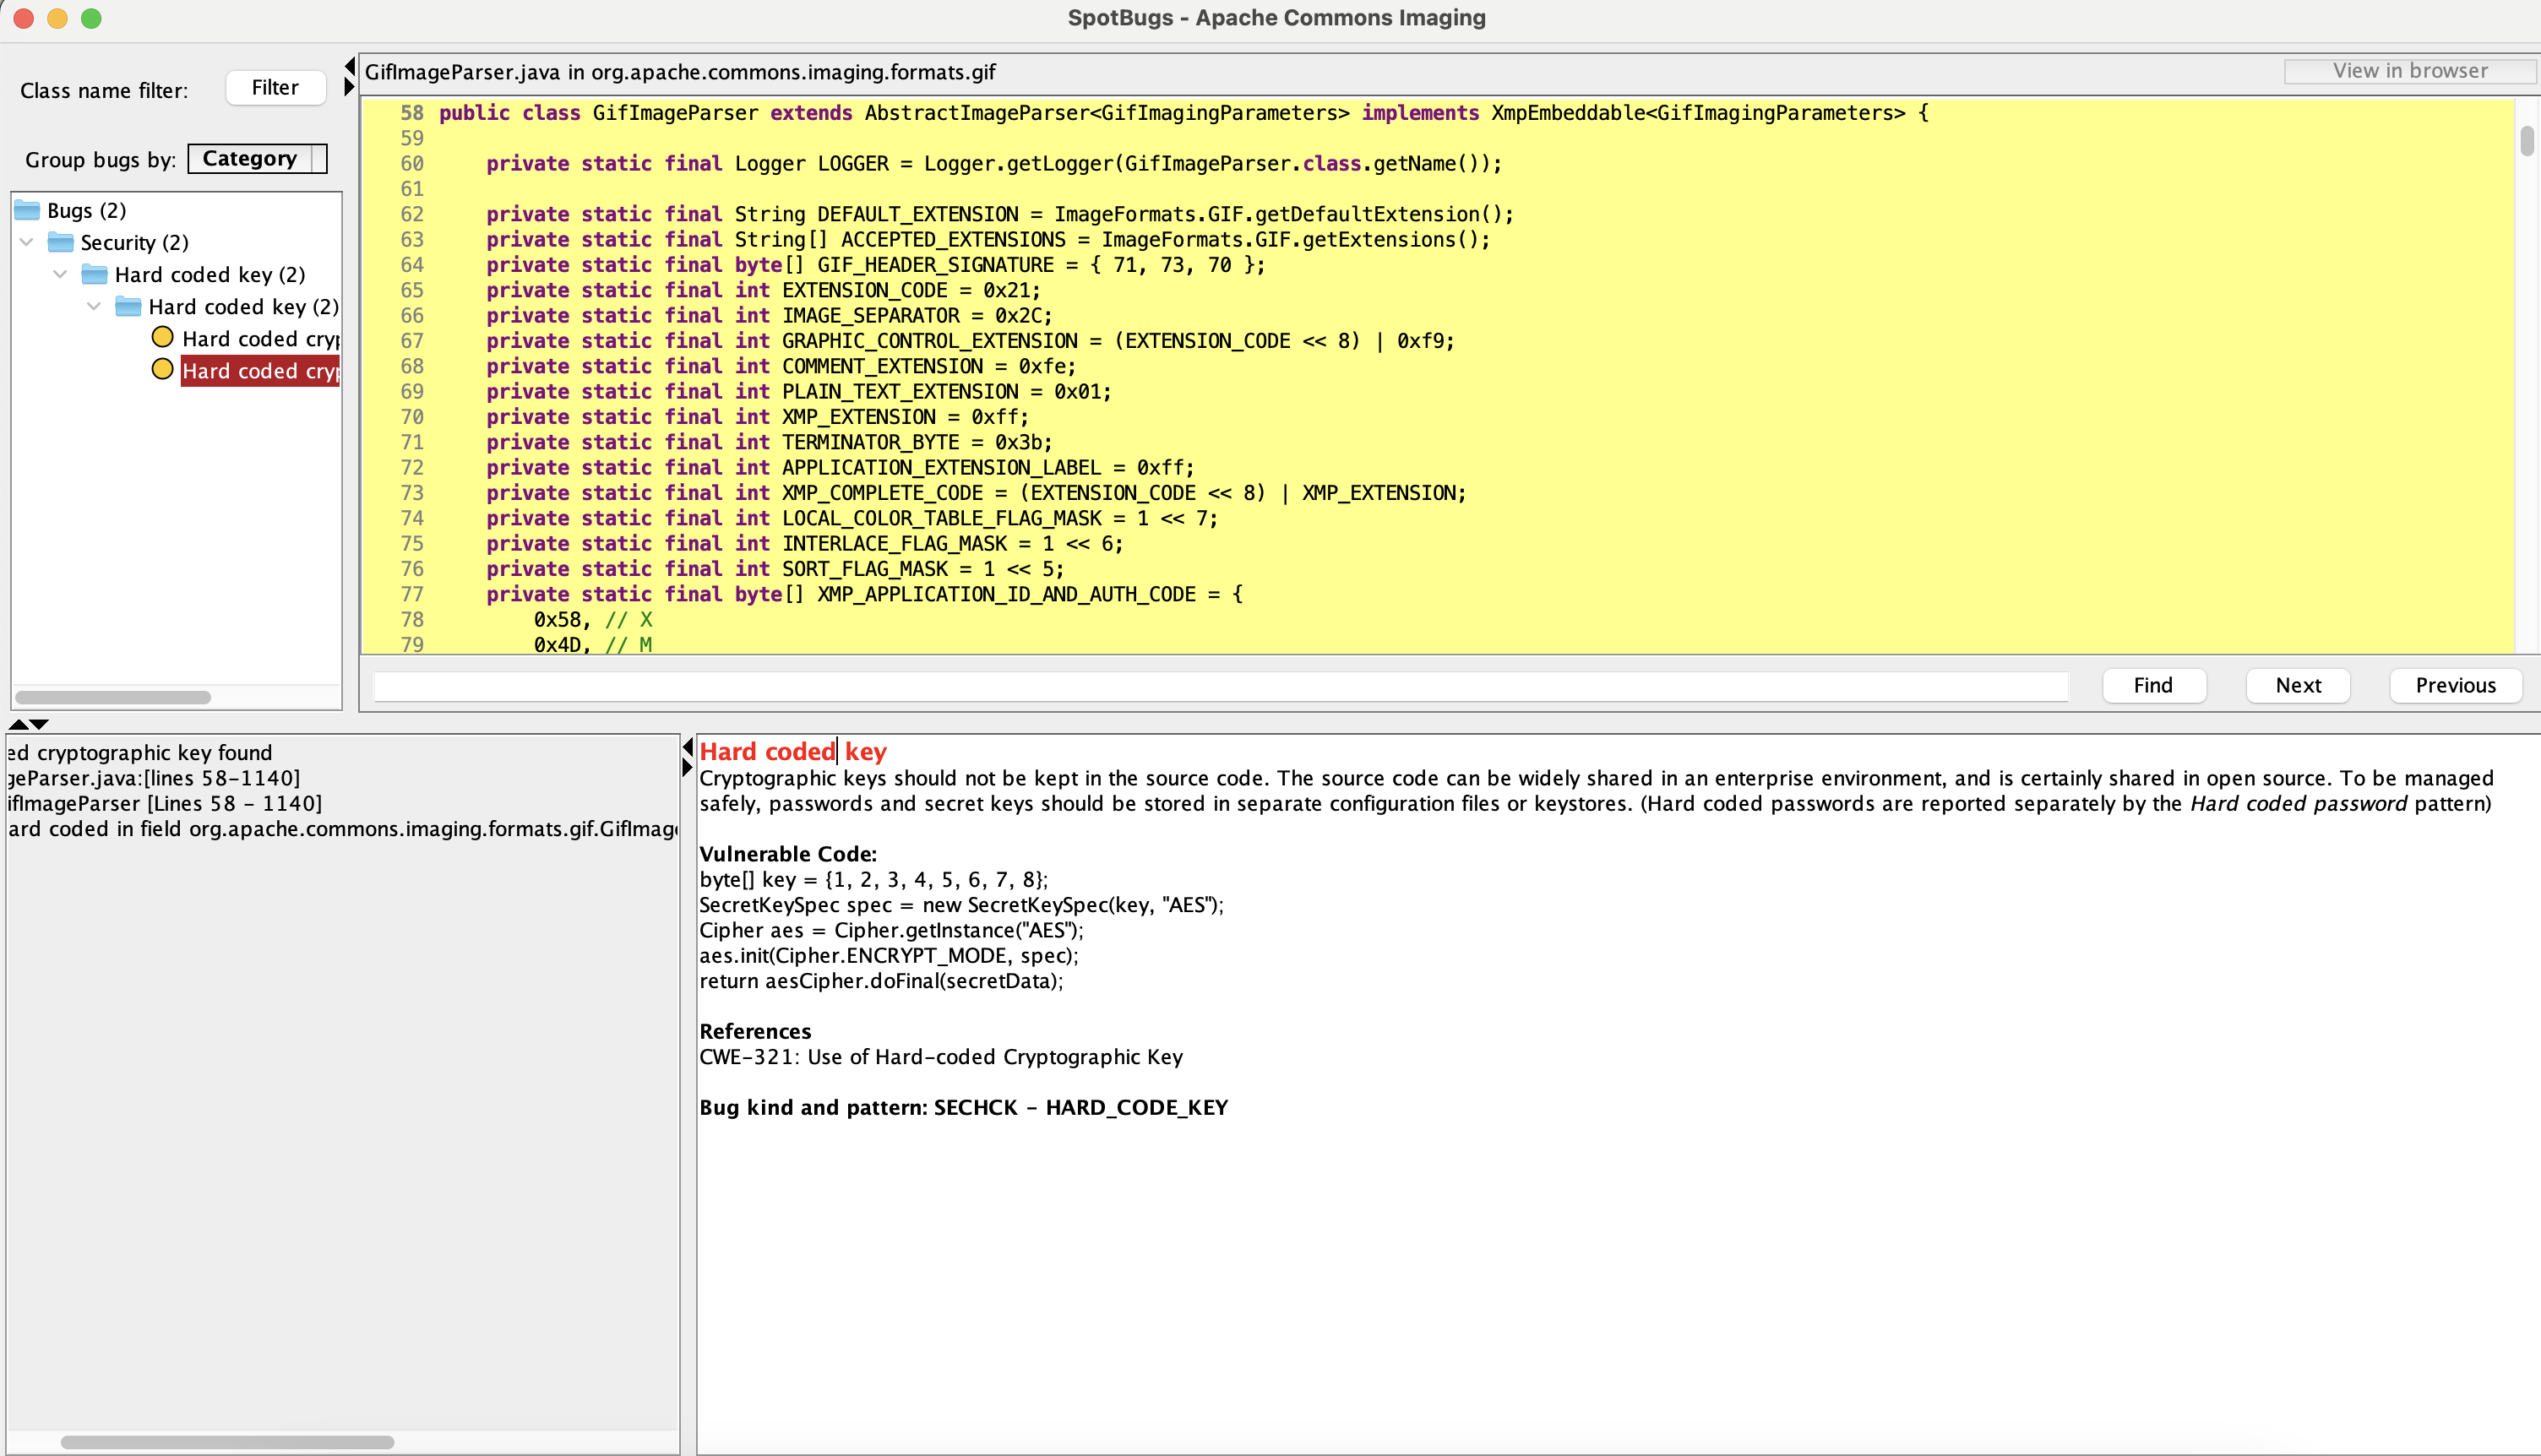 SpotBugs - Apache Commons Imaging
Class name filter:
Filter
Group bugs by:
Category
Bugs (2)
Security (2)
Hard coded key (2)
Hard coded key (2)
Hard coded cry
Hard coded cry
GifImageParser.java in org.apache.commons.imaging.formats.gif
View in browser
58 public class GifImageParser extends AbstractImageParser<GifImagingParameters> implements XmpEmbeddable<GifImagingParameters> {
59
60 private static final Logger LOGGER = Logger.getLogger(GifImageParser.class.getName());
61
62 private static final String DEFAULT_EXTENSION = ImageFormats.GIF.getDefaultExtension();
63 private static final String[] ACCEPTED_EXTENSIONS = ImageFormats.GIF.getExtensions();
64 private static final byte[] GIF_HEADER_SIGNATURE = { 71, 73, 70 };
65 private static final int EXTENSION_CODE = 0x21;
66 private static final int IMAGE_SEPARATOR = 0x2C;
67 private static final int GRAPHIC_CONTROL_EXTENSION = (EXTENSION_CODE << 8) | 0xf9;
68 private static final int COMMENT_EXTENSION = 0xfe;
69 private static final int PLAIN_TEXT_EXTENSION = 0x01;
70 private static final int XMP_EXTENSION = 0xff;
71 private static final int TERMINATOR_BYTE = 0x3b;
72 private static final int APPLICATION_EXTENSION_LABEL = 0xff;
73 private static final int XMP_COMPLETE_CODE = (EXTENSION_CODE << 8) | XMP_EXTENSION;
74 private static final int LOCAL_COLOR_TABLE_FLAG_MASK = 1 << 7;
75 private static final int INTERLACE_FLAG_MASK = 1 << 6;
76 private static final int SORT_FLAG_MASK = 1 << 5;
77 private static final byte[] XMP_APPLICATION_ID_AND_AUTH_CODE = {
78 0x58, // X
79 0x4D, // M
Find
Next
Previous
ed cryptographic key found
geParser.java:[lines 58-1140]
ifImageParser [Lines 58 - 1140]
ard coded in field org.apache.commons.imaging.formats.gif.GifImag
Hard coded key
Cryptographic keys should not be kept in the source code. The source code can be widely shared in an enterprise environment, and is certainly shared in open source. To be managed
safely, passwords and secret keys should be stored in separate configuration files or keystores. (Hard coded passwords are reported separately by the Hard coded password pattern)
Vulnerable Code:
byte[] key = {1, 2, 3, 4, 5, 6, 7, 8};
SecretKeySpec spec = new SecretKeySpec(key, "AES");
Cipher aes = Cipher.getInstance("AES");
aes.init(Cipher.ENCRYPT_MODE, spec);
return aesCipher.doFinal(secretData);
References
CWE-321: Use of Hard-coded Cryptographic Key
Bug kind and pattern: SECHCK - HARD_CODE_KEY